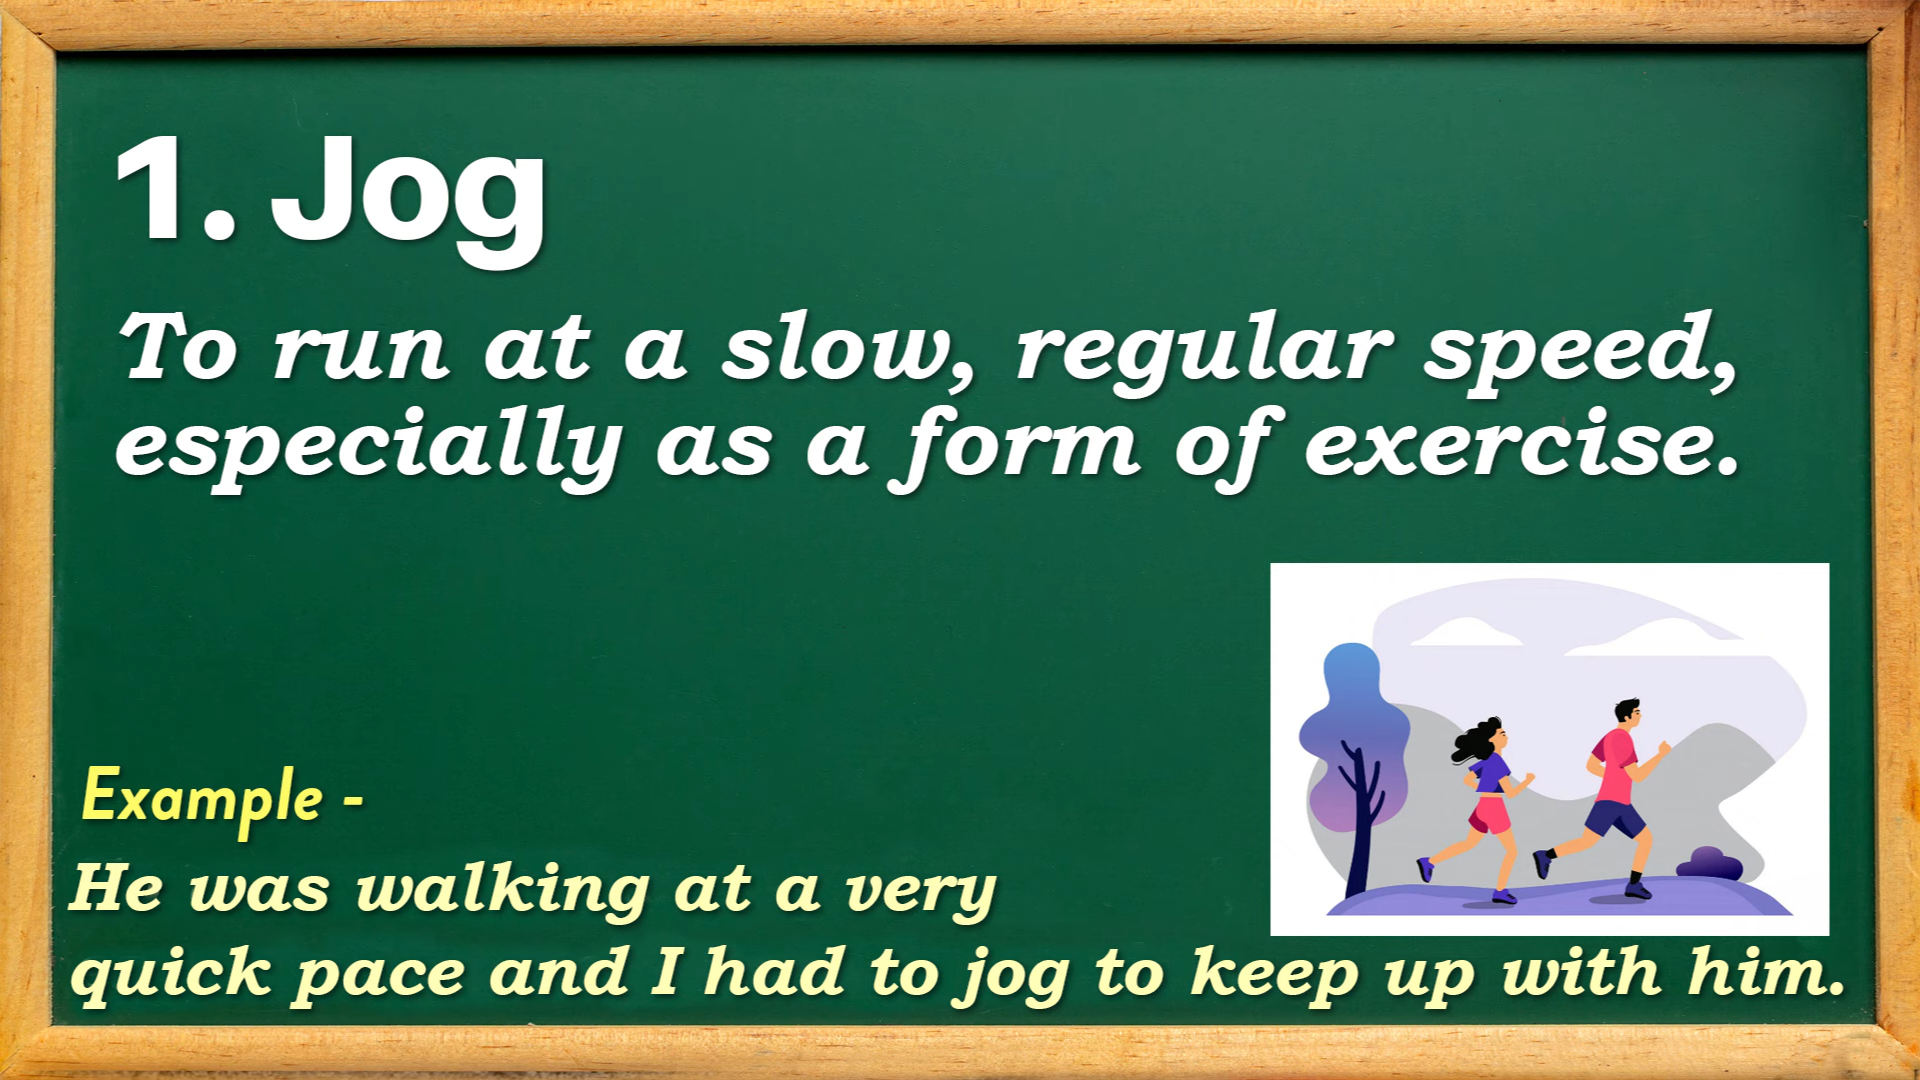 1. Jog
To run at a slow, regular speed,
especially as a form of exercise.
Example -
He was walking at a very
quick pace and I had to jog to keep up with him.